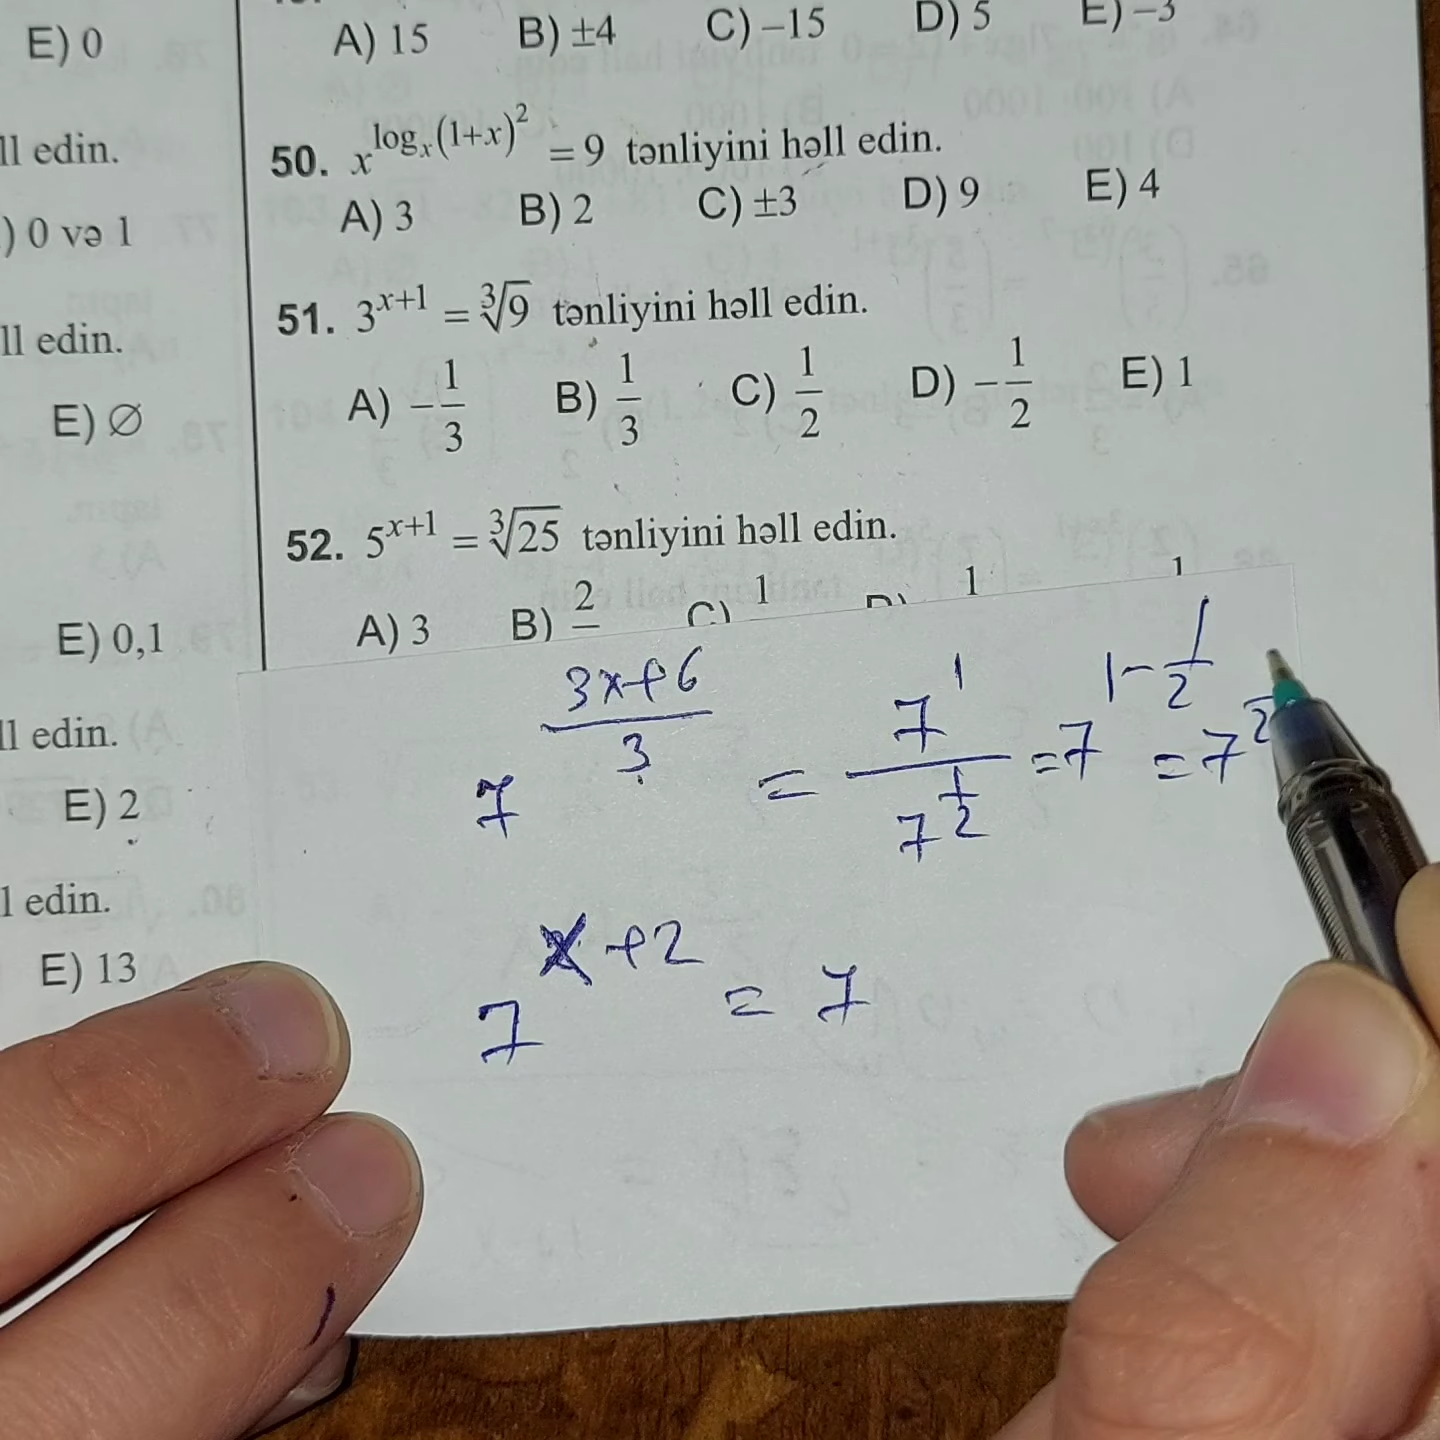 E) 0
ll edin.
) 0 və 1
ll edin.
E) ∅
E) 0,1
ll edin.
E) 2
l edin.
E) 13
A) 15 B) ±4 C) –15 D) 5 E) –3
50. x^{log_x(1+x)^2} = 9 tənliyini həll edin.
A) 3 B) 2 C) ±3 D) 9 E) 4
51. 3^{x+1} = ∛9 tənliyini həll edin.
A) –1/3 B) 1/3 C) 1/2 D) –1/2 E) 1
52. 5^{x+1} = ∛25 tənliyini həll edin.
A) 3 B) 2 C) 1 D) 1 1
7^{(3x+6)/3} = 7^1/7^{1/2} = 7^{1-1/2} = 7^{/2}
7^{x+2} = 7